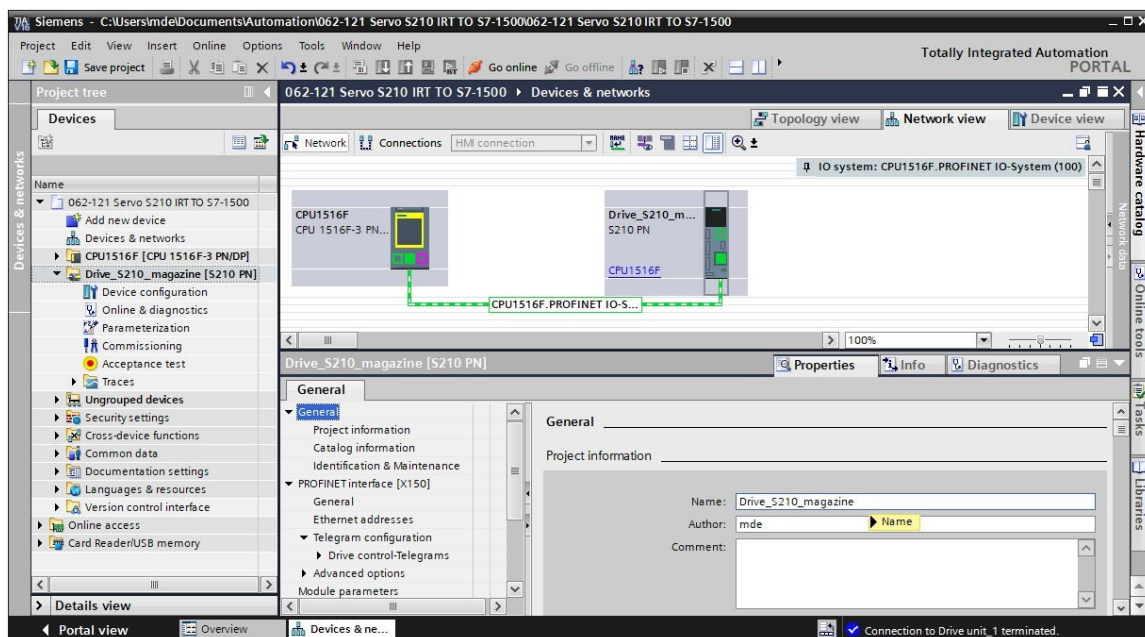 TIA V16 Siemens - C:\Users\mde\Documents\Automation\062-121 Servo S210 IRT TO S7-1500\062-121 Servo S210 IRT TO S7-1500
Project Edit View Insert Online Options Tools Window Help
Totally Integrated Automation
PORTAL
Save project
Go online Go offline
Project tree
062-121 Servo S210 IRT TO S7-1500 Devices & networks
Devices
Topology view Network view Device view
Network Connections HMI connection
IO system: CPU1516F.PROFINET IO-System (100)
Devices & networks
Name
062-121 Servo S210 IRT TO S7-1500
Add new device
Devices & networks
CPU1516F [CPU 1516F-3 PN/DP]
Drive_S210_magazine [S210 PN]
Device configuration
Online & diagnostics
Parameterization
Commissioning
Acceptance test
Traces
Ungrouped devices
Security settings
Cross-device functions
Common data
Documentation settings
Languages & resources
Version control interface
Online access
Card Reader/USB memory
Details view
CPU1516F
CPU 1516F-3 PN...
Drive_S210_m...
S210 PN
CPU1516F
CPU1516F.PROFINET IO-S...
100%
Network data
Drive_S210_magazine [S210 PN]
Properties Info Diagnostics
General
General
Project information
Catalog information
Identification & Maintenance
PROFINET interface [X150]
General
Ethernet addresses
Telegram configuration
Drive control-Telegrams
Advanced options
Module parameters
General
Project information
Name: Drive_S210_magazine
Author: mde
Name
Comment:
Hardware catalog
Online tools
Tasks
Libraries
Portal view Overview Devices & ne... Connection to Drive unit_1 terminated.